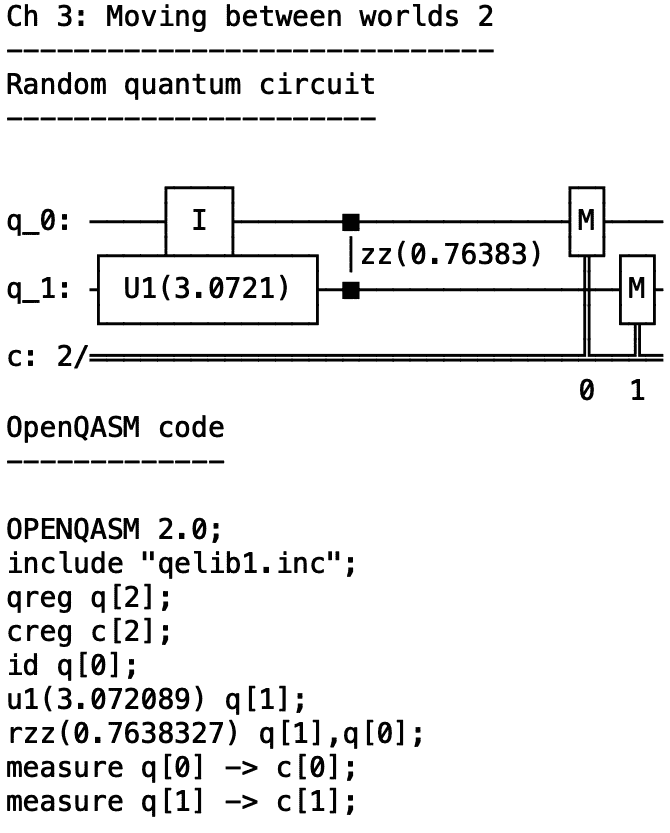 Ch 3: Moving between worlds 2
-----------------------------
Random quantum circuit
----------------------
q_0: I M
zz(0.76383)
q_1: U1(3.0721) M
c: 2/
0 1
OpenQASM code
-------------
OPENQASM 2.0;
include "qelib1.inc";
qreg q[2];
creg c[2];
id q[0];
u1(3.072089) q[1];
rzz(0.7638327) q[1],q[0];
measure q[0] -> c[0];
measure q[1] -> c[1];